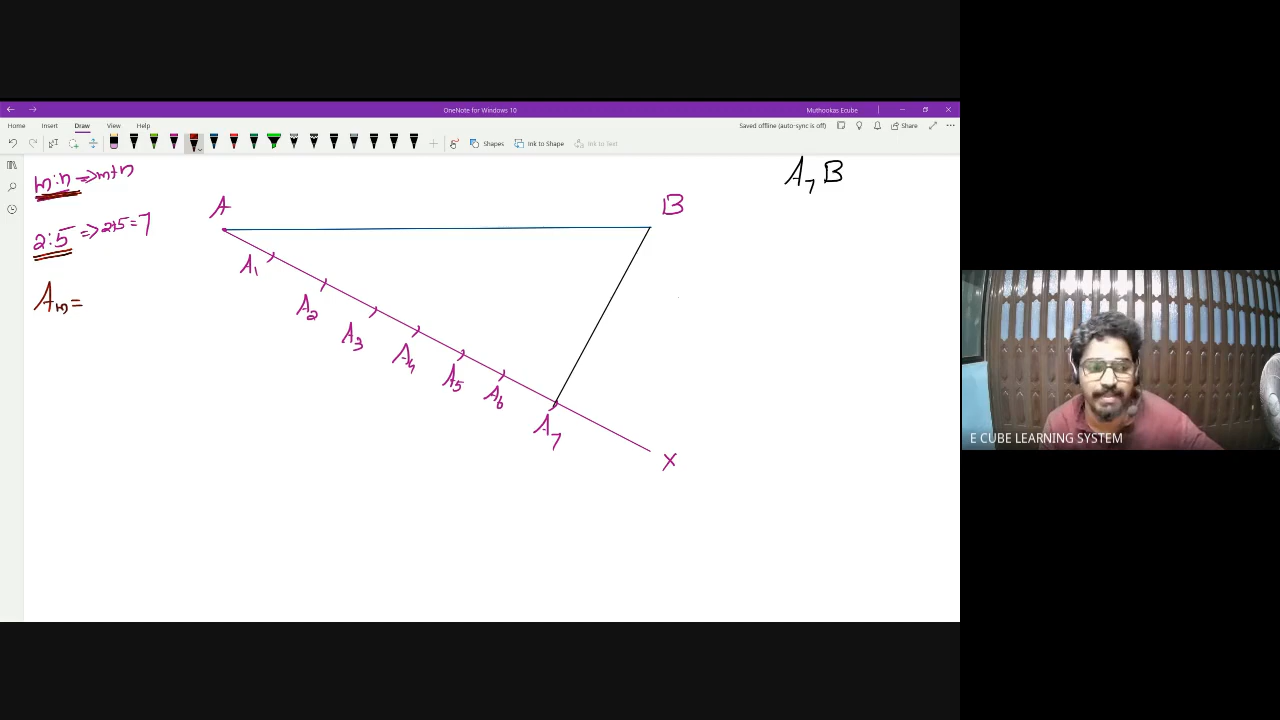 OneNote for Windows 10
Muthookas Ecube
Home Insert Draw View Help
Saved offline (auto-sync is off)
Share
Shapes
Ink to Shape
Ink to Text
m:n => m+n
2:5 => 2+5=7
Am=
A
B
A7B
A1
A2
A3
A4
A5
A6
A7
X
E CUBE LEARNING SYSTEM